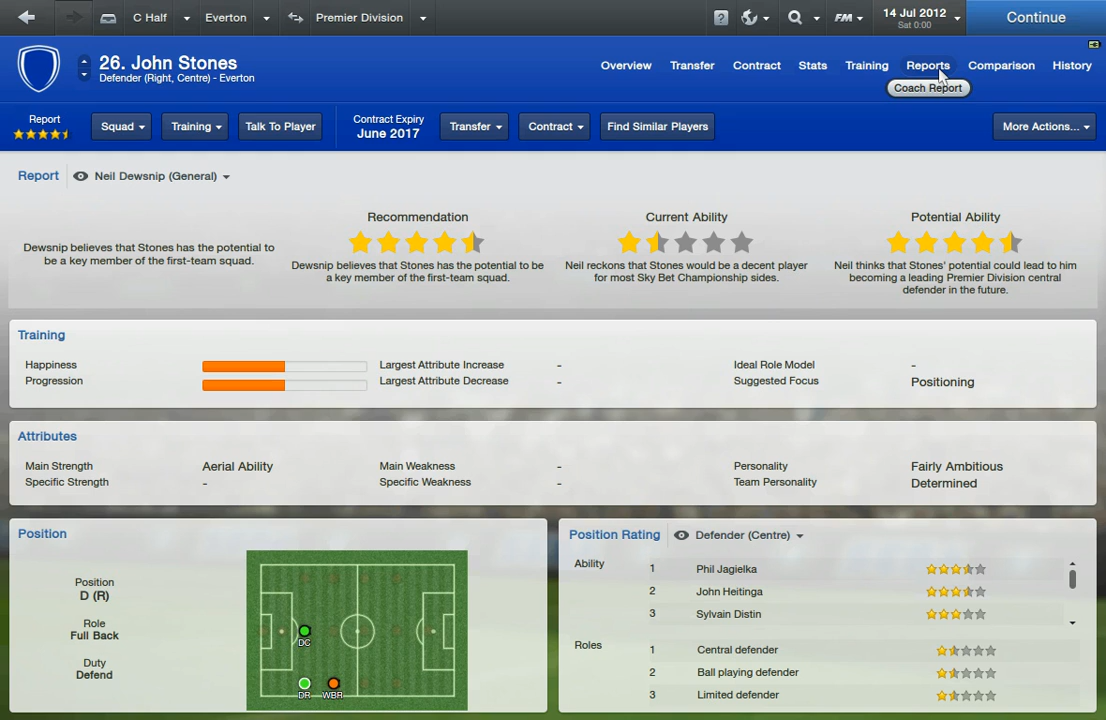 C Half
Everton
Premier Division
?
FM
14 Jul 2012
Sat 0:00
Continue
26. John Stones
Defender (Right, Centre) - Everton
Overview
Transfer
Contract
Stats
Training
Reports
Comparison
History
Coach Report
Report
Squad
Training
Talk To Player
Contract Expiry
June 2017
Transfer
Contract
Find Similar Players
More Actions...
Report
Neil Dewsnip (General)
Dewsnip believes that Stones has the potential to
be a key member of the first-team squad.
Recommendation
Dewsnip believes that Stones has the potential to be
a key member of the first-team squad.
Current Ability
Neil reckons that Stones would be a decent player
for most Sky Bet Championship sides.
Potential Ability
Neil thinks that Stones' potential could lead to him
becoming a leading Premier Division central
defender in the future.
Training
Happiness
Largest Attribute Increase -
Ideal Role Model -
Progression
Largest Attribute Decrease -
Suggested Focus Positioning
Attributes
Main Strength Aerial Ability
Main Weakness -
Personality Fairly Ambitious
Specific Strength -
Specific Weakness -
Team Personality Determined
Position
Position
D (R)
Role
Full Back
Duty
Defend
DC
DR
WBR
Position Rating
Defender (Centre)
Ability
1 Phil Jagielka
2 John Heitinga
3 Sylvain Distin
Roles
1 Central defender
2 Ball playing defender
3 Limited defender